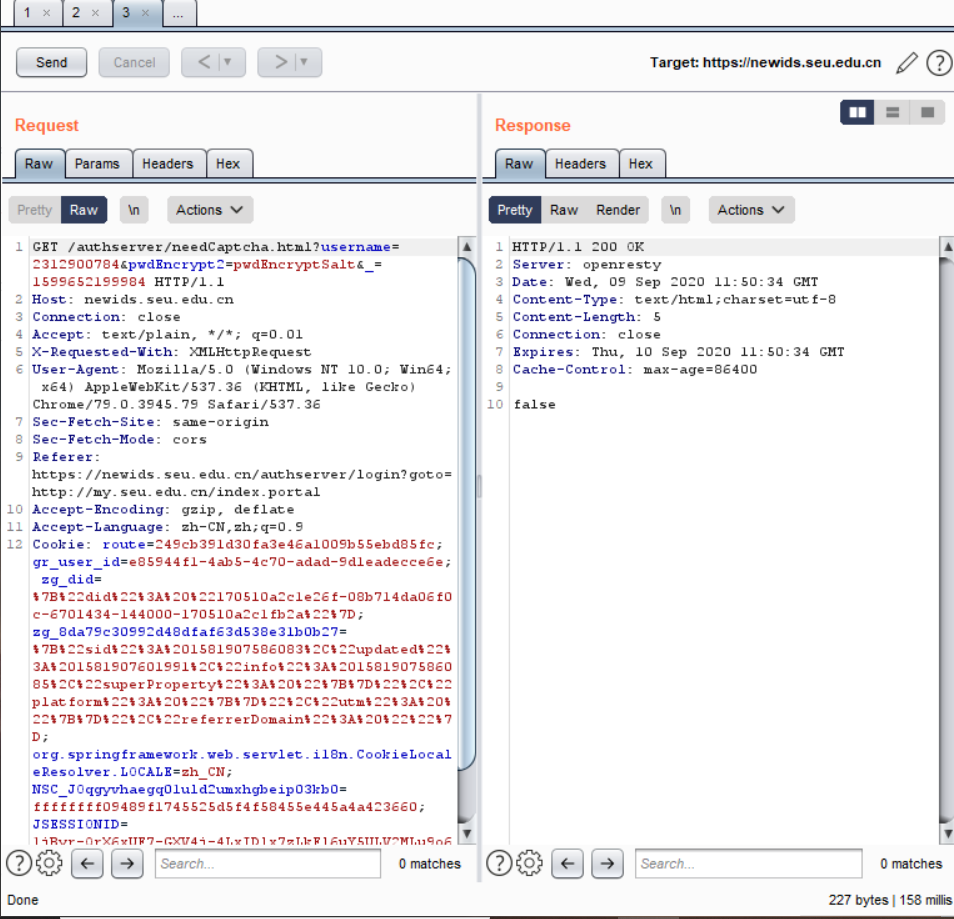 1 × 2 × 3 × ...
Send Cancel < > Target: https://newids.seu.edu.cn ?
Request
Raw Params Headers Hex
Pretty Raw \n Actions
1 GET /authserver/needCaptcha.html?username=
2312900784&pwdEncrypt2=pwdEncryptSalt&_=
1599652199984 HTTP/1.1
2 Host: newids.seu.edu.cn
3 Connection: close
4 Accept: text/plain, */*; q=0.01
5 X-Requested-With: XMLHttpRequest
6 User-Agent: Mozilla/5.0 (Windows NT 10.0; Win64;
x64) AppleWebKit/537.36 (KHTML, like Gecko)
Chrome/79.0.3945.79 Safari/537.36
7 Sec-Fetch-Site: same-origin
8 Sec-Fetch-Mode: cors
9 Referer:
https://newids.seu.edu.cn/authserver/login?goto=
http://my.seu.edu.cn/index.portal
10 Accept-Encoding: gzip, deflate
11 Accept-Language: zh-CN,zh;q=0.9
12 Cookie: route=249cb391d30fa3e46a1009b55ebd85fc;
gr_user_id=e85944f1-4ab5-4c70-adad-9d1eadecce6e;
zg_did=
%7B%22did%22%3A%20%22170510a2c1e26f-08b714da06f0
c-6701434-144000-170510a2c1fb2a%22%7D;
zg_8da79c30992d48dfaf63d538e31b0b27=
%7B%22sid%22%3A%201581907586083%2C%22updated%22%
3A%201581907601991%2C%22info%22%3A%2015819075860
85%2C%22superProperty%22%3A%20%22%7B%7D%22%2C%22
platform%22%3A%20%22%7B%7D%22%2C%22utm%22%3A%20%
22%7B%7D%22%2C%22referrerDomain%22%3A%20%22%22%7
D;
org.springframework.web.servlet.i18n.CookieLocal
eResolver.LOCALE=zh_CN;
NSC_J0qgyvhaegq0luld2umxhgbeip03kb0=
ffffffff09489f1745525d5f4f58455e445a4a423660;
JSESSIONID=
? Search... 0 matches
Response
Raw Headers Hex
Pretty Raw Render \n Actions
1 HTTP/1.1 200 OK
2 Server: openresty
3 Date: Wed, 09 Sep 2020 11:50:34 GMT
4 Content-Type: text/html;charset=utf-8
5 Content-Length: 5
6 Connection: close
7 Expires: Thu, 10 Sep 2020 11:50:34 GMT
8 Cache-Control: max-age=86400
9
10 false
? Search... 0 matches
Done 227 bytes | 158 millis